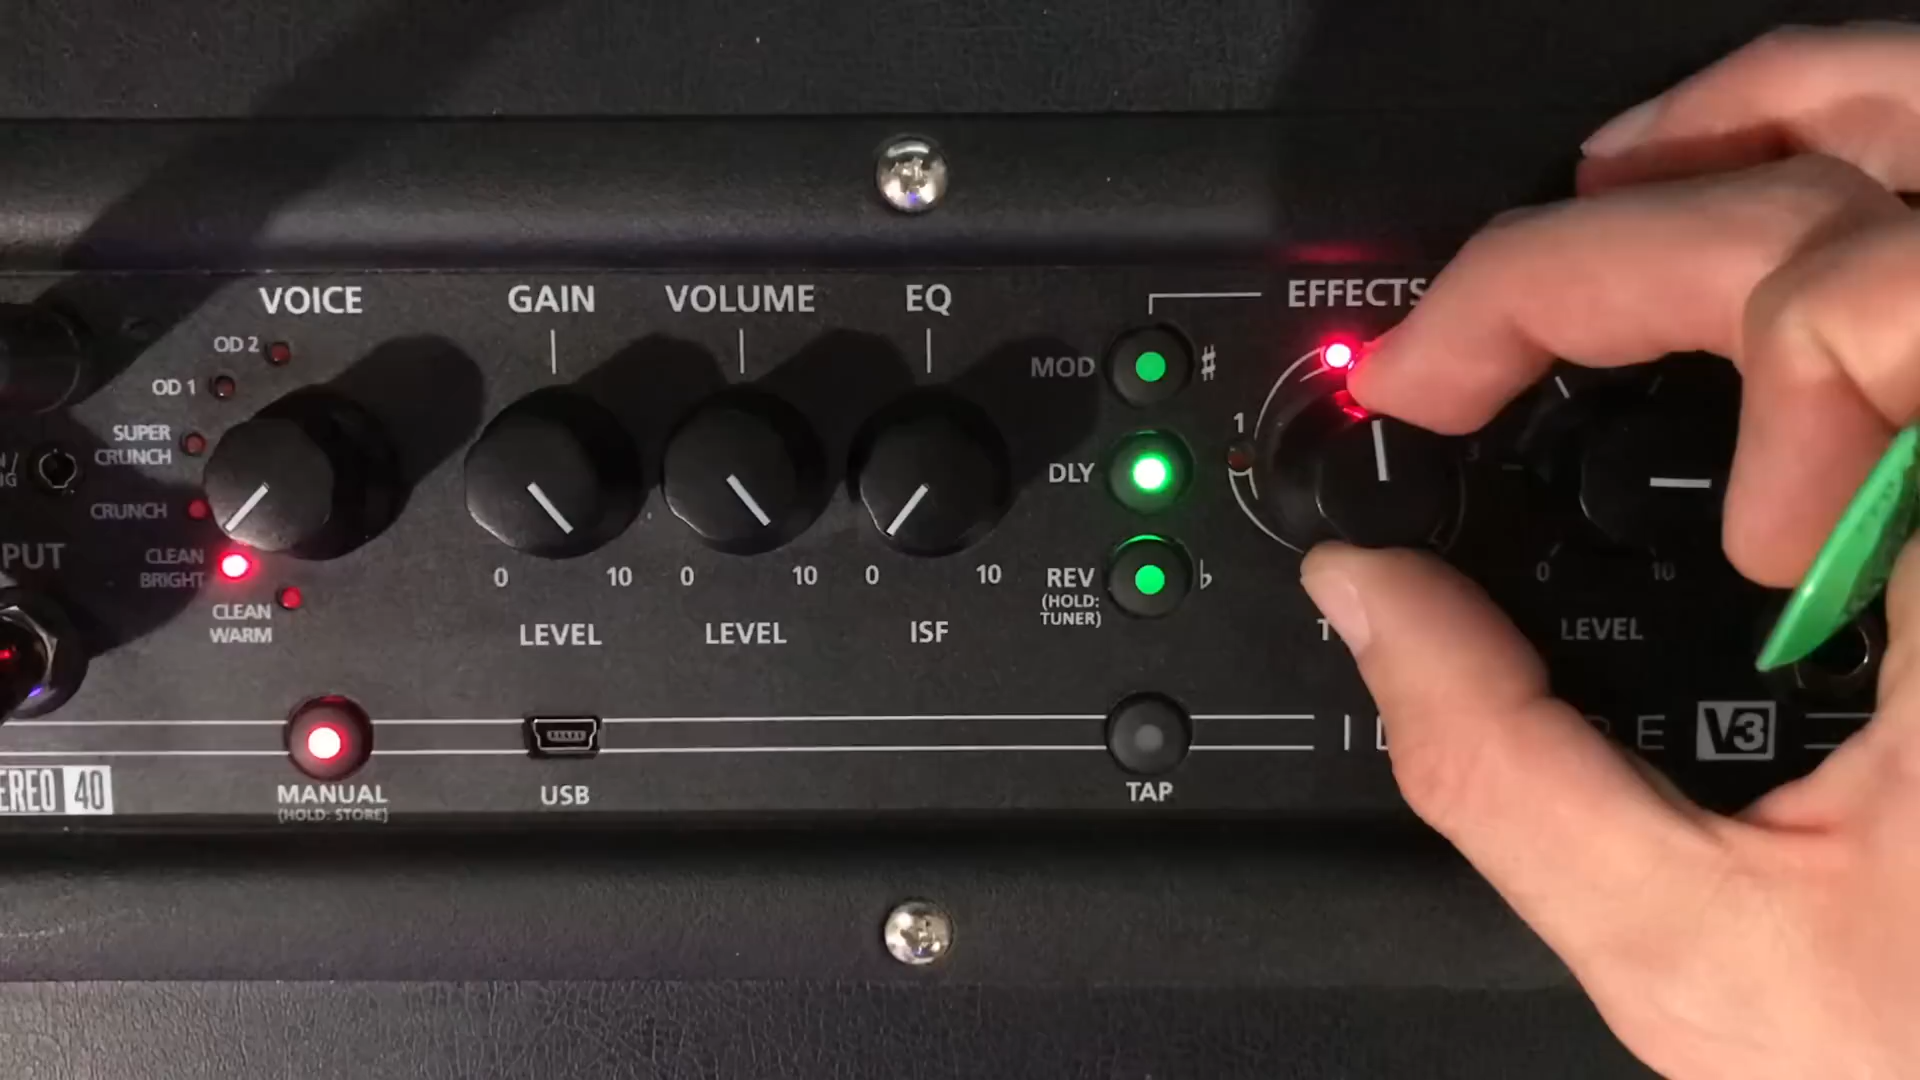 VOICE
GAIN
VOLUME
EQ
EFFECTS
OD 2
OD 1
SUPER
CRUNCH
CRUNCH
CLEAN
BRIGHT
CLEAN
WARM
0 10
LEVEL
0 10
LEVEL
0 10
ISF
MOD ♯
DLY
REV ♭
(HOLD:
TUNER)
1
3
0 10
LEVEL
MANUAL
(HOLD: STORE)
USB
TAP
V3
40